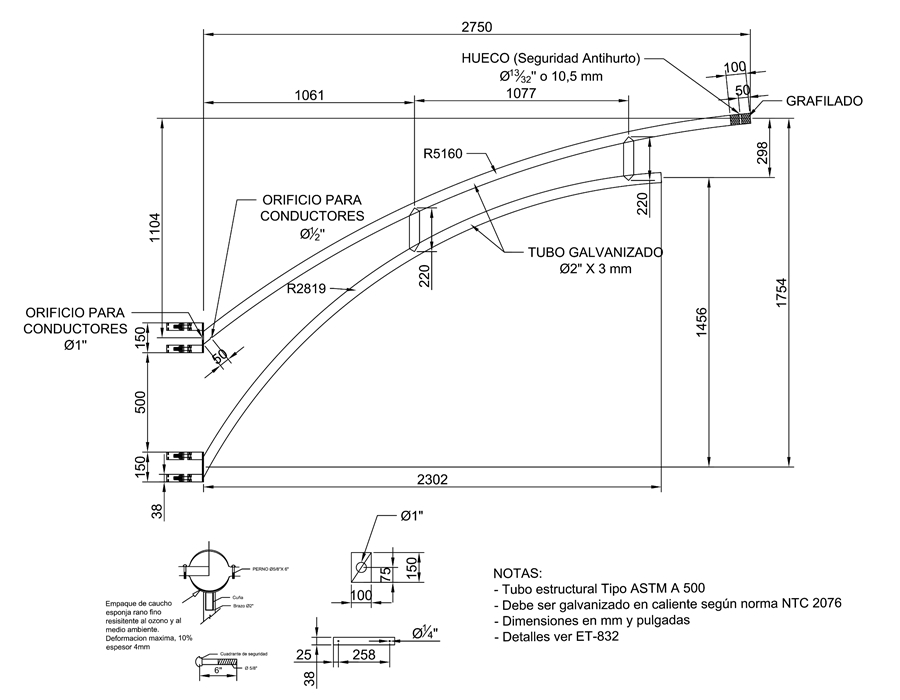 2750
HUECO (Seguridad Antihurto)
Ø13/32" o 10,5 mm
100
50
GRAFILADO
1061
1077
R5160
298
220
ORIFICIO PARA
CONDUCTORES
Ø½"
1104
220
TUBO GALVANIZADO
Ø2" X 3 mm
R2819
1754
1456
ORIFICIO PARA
CONDUCTORES
Ø1"
150
50
500
150
38
2302
Ø1"
75
150
100
PERNO Ø5/8"X 6"
Cuña
Brazo Ø2"
Empaque de caucho
esponja rano fino
resisitente al ozono y al
medio ambiente.
Deformacion maxima, 10%
espesor 4mm
Cuadrante de seguridad
Ø 5/8"
6"
Ø¼"
25
258
38
NOTAS:
- Tubo estructural Tipo ASTM A 500
- Debe ser galvanizado en caliente según norma NTC 2076
- Dimensiones en mm y pulgadas
- Detalles ver ET-832